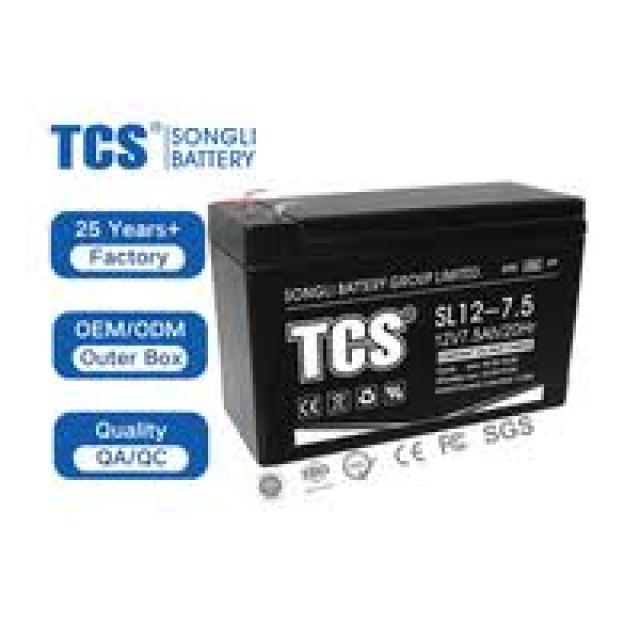 TCS® SONGLI
BATTERY
25 Years+
Factory
OEM/ODM
Outer Box
Quality
QA/QC
SONGLI BATTERY GROUP LIMITED
TCS®
SL12-7.5
12V7.5Ah/20Hr
CE
CE FC SGS